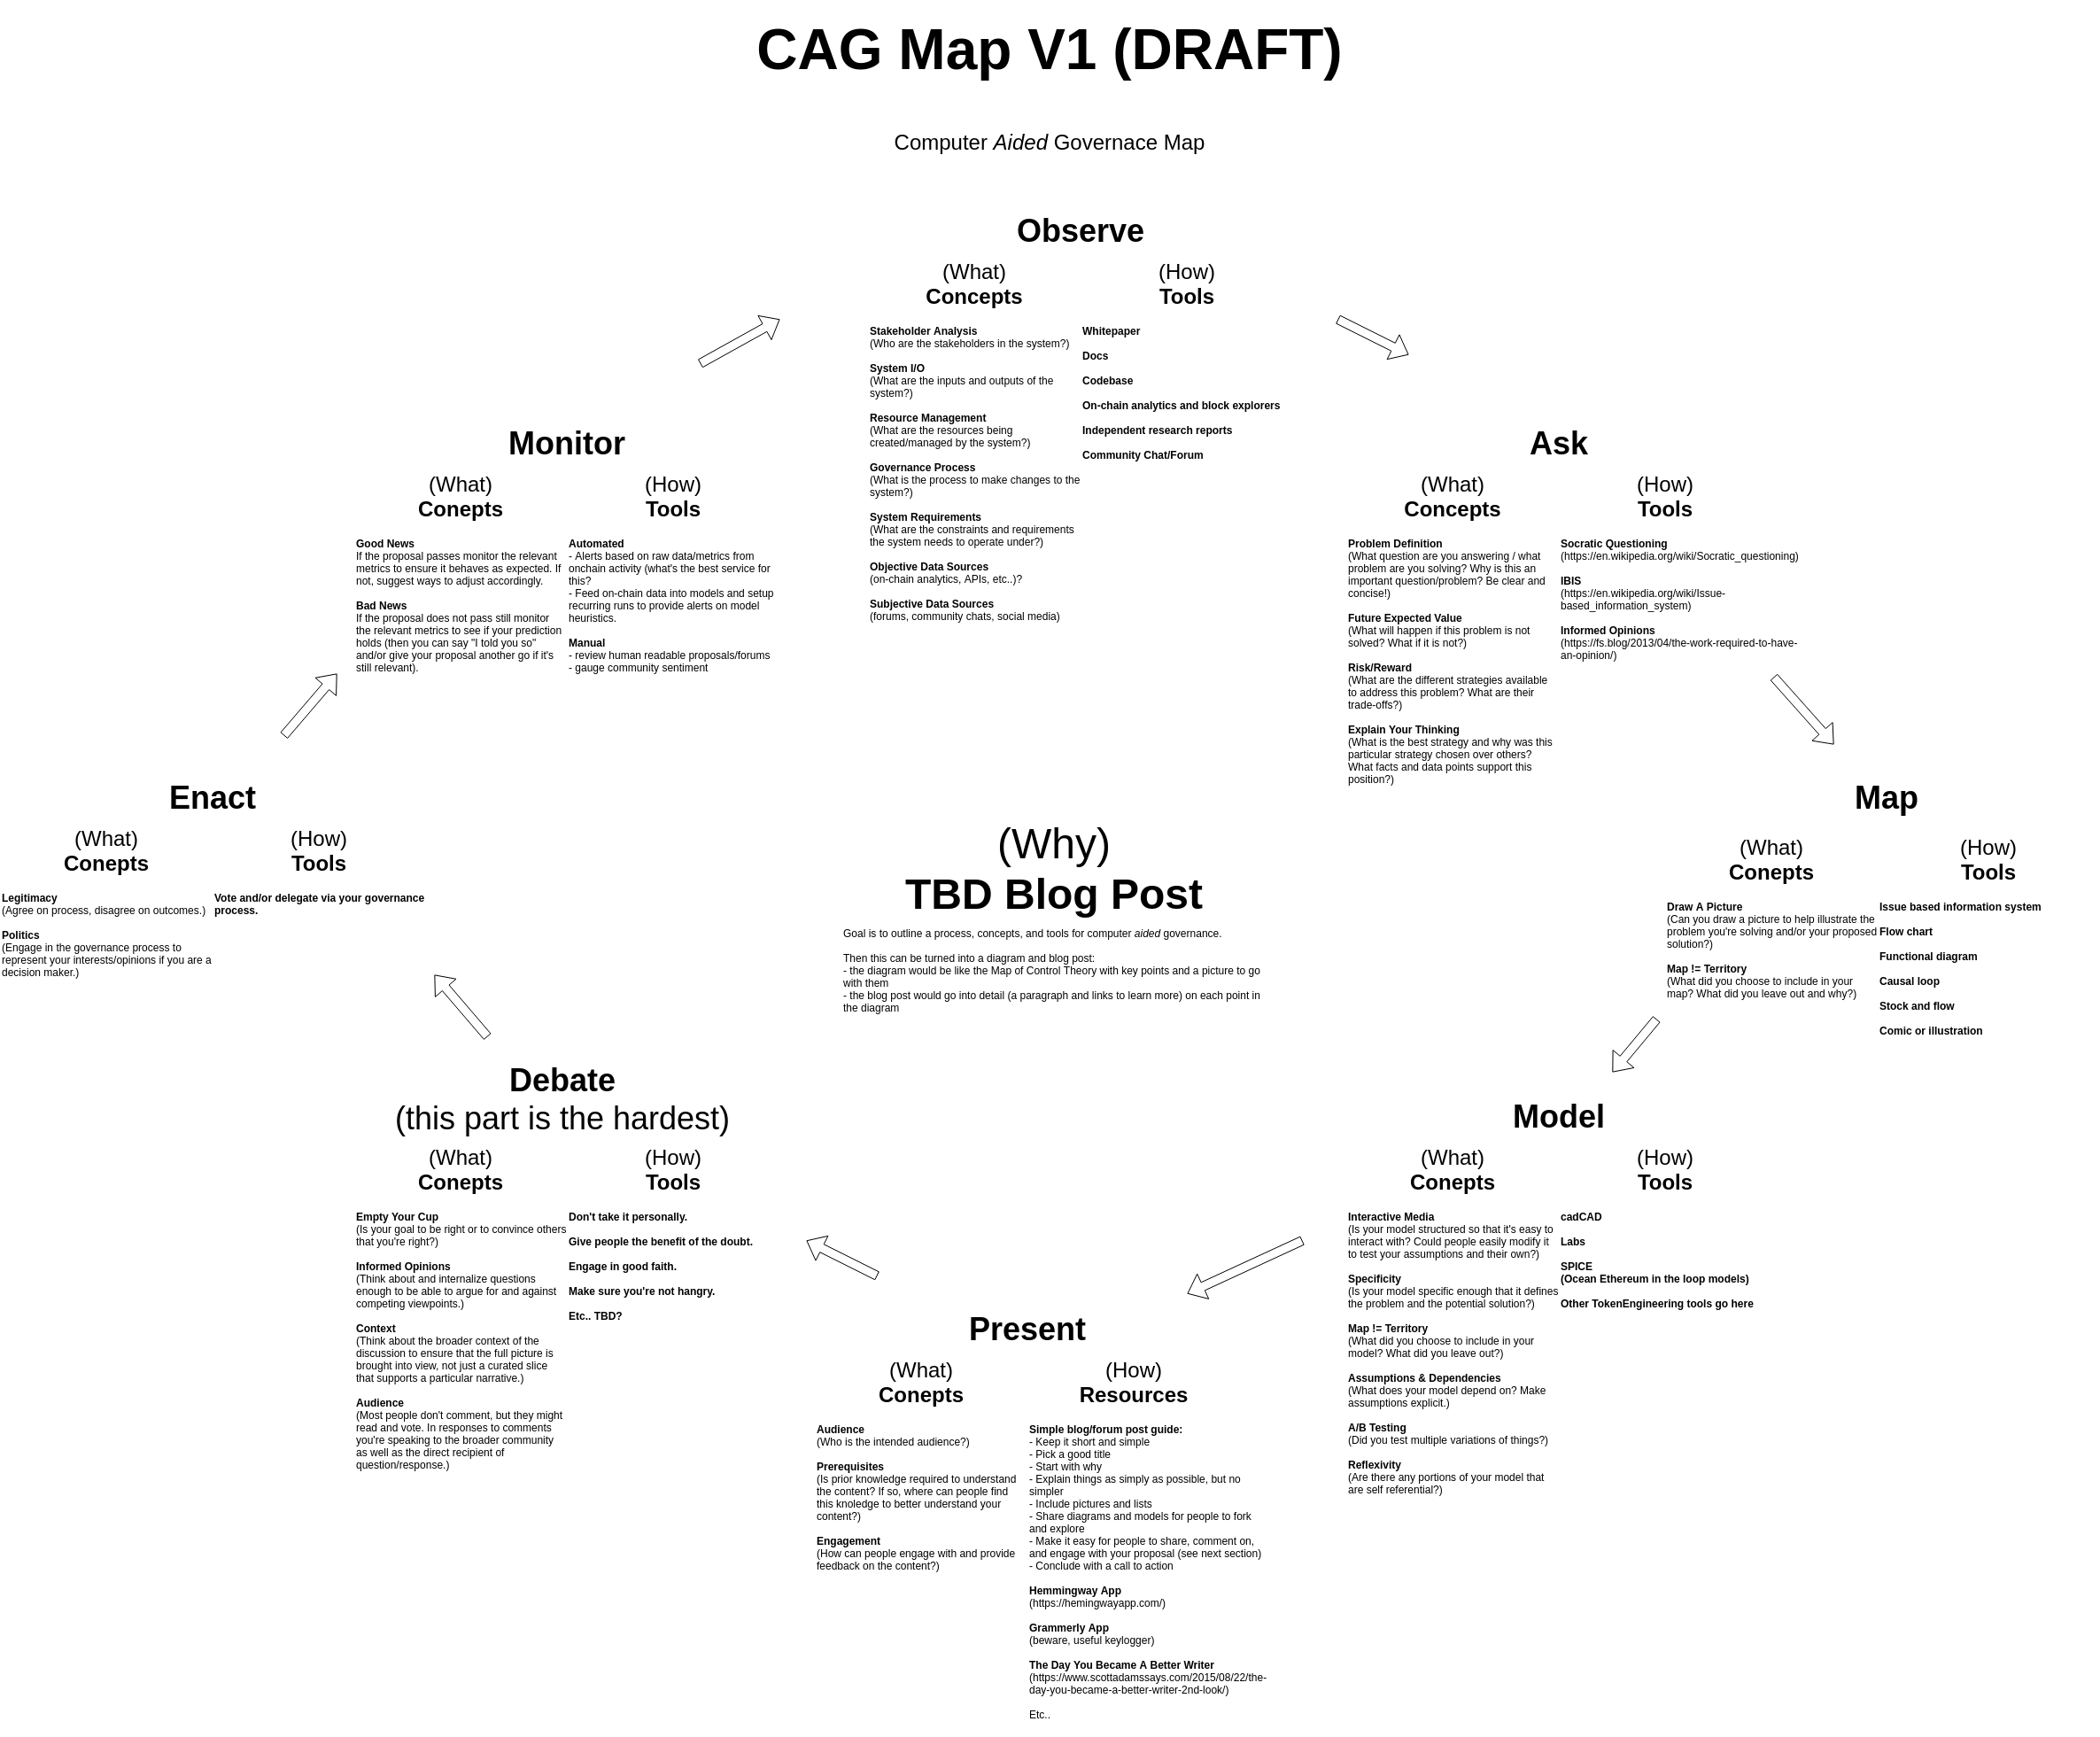 CAG Map V1 (DRAFT)
Computer Aided Governace Map
Observe
(What)
Concepts
Stakeholder Analysis
(Who are the stakeholders in the system?)
System I/O
(What are the inputs and outputs of the
system?)
Resource Management
(What are the resources being
created/managed by the system?)
Governance Process
(What is the process to make changes to the
system?)
System Requirements
(What are the constraints and requirements
the system needs to operate under?)
Objective Data Sources
(on-chain analytics, APIs, etc..)?
Subjective Data Sources
(forums, community chats, social media)
(How)
Tools
Whitepaper
Docs
Codebase
On-chain analytics and block explorers
Independent research reports
Community Chat/Forum
Ask
(What)
Concepts
Problem Definition
(What question are you answering / what
problem are you solving? Why is this an
important question/problem? Be clear and
concise!)
Future Expected Value
(What will happen if this problem is not
solved? What if it is not?)
Risk/Reward
(What are the different strategies available
to address this problem? What are their
trade-offs?)
Explain Your Thinking
(What is the best strategy and why was this
particular strategy chosen over others?
What facts and data points support this
position?)
(How)
Tools
Socratic Questioning
(https://en.wikipedia.org/wiki/Socratic_questioning)
IBIS
(https://en.wikipedia.org/wiki/Issue-
based_information_system)
Informed Opinions
(https://fs.blog/2013/04/the-work-required-to-have-
an-opinion/)
Map
(What)
Conepts
Draw A Picture
(Can you draw a picture to help illustrate the
problem you're solving and/or your proposed
solution?)
Map != Territory
(What did you choose to include in your
map? What did you leave out and why?)
(How)
Tools
Issue based information system
Flow chart
Functional diagram
Causal loop
Stock and flow
Comic or illustration
Model
(What)
Conepts
Interactive Media
(Is your model structured so that it's easy to
interact with? Could people easily modify it
to test your assumptions and their own?)
Specificity
(Is your model specific enough that it defines
the problem and the potential solution?)
Map != Territory
(What did you choose to include in your
model? What did you leave out?)
Assumptions & Dependencies
(What does your model depend on? Make
assumptions explicit.)
A/B Testing
(Did you test multiple variations of things?)
Reflexivity
(Are there any portions of your model that
are self referential?)
(How)
Tools
cadCAD
Labs
SPICE
(Ocean Ethereum in the loop models)
Other TokenEngineering tools go here
Present
(What)
Conepts
Audience
(Who is the intended audience?)
Prerequisites
(Is prior knowledge required to understand
the content? If so, where can people find
this knoledge to better understand your
content?)
Engagement
(How can people engage with and provide
feedback on the content?)
(How)
Resources
Simple blog/forum post guide:
- Keep it short and simple
- Pick a good title
- Start with why
- Explain things as simply as possible, but no
simpler
- Include pictures and lists
- Share diagrams and models for people to fork
and explore
- Make it easy for people to share, comment on,
and engage with your proposal (see next section)
- Conclude with a call to action
Hemmingway App
(https://hemingwayapp.com/)
Grammerly App
(beware, useful keylogger)
The Day You Became A Better Writer
(https://www.scottadamssays.com/2015/08/22/the-
day-you-became-a-better-writer-2nd-look/)
Etc..
Debate
(this part is the hardest)
(What)
Conepts
Empty Your Cup
(Is your goal to be right or to convince others
that you're right?)
Informed Opinions
(Think about and internalize questions
enough to be able to argue for and against
competing viewpoints.)
Context
(Think about the broader context of the
discussion to ensure that the full picture is
brought into view, not just a curated slice
that supports a particular narrative.)
Audience
(Most people don't comment, but they might
read and vote. In responses to comments
you're speaking to the broader community
as well as the direct recipient of
question/response.)
(How)
Tools
Don't take it personally.
Give people the benefit of the doubt.
Engage in good faith.
Make sure you're not hangry.
Etc.. TBD?
Enact
(What)
Conepts
Legitimacy
(Agree on process, disagree on outcomes.)
Politics
(Engage in the governance process to
represent your interests/opinions if you are a
decision maker.)
(How)
Tools
Vote and/or delegate via your governance
process.
Monitor
(What)
Conepts
Good News
If the proposal passes monitor the relevant
metrics to ensure it behaves as expected. If
not, suggest ways to adjust accordingly.
Bad News
If the proposal does not pass still monitor
the relevant metrics to see if your prediction
holds (then you can say "I told you so"
and/or give your proposal another go if it's
still relevant).
(How)
Tools
Automated
- Alerts based on raw data/metrics from
onchain activity (what's the best service for
this?
- Feed on-chain data into models and setup
recurring runs to provide alerts on model
heuristics.
Manual
- review human readable proposals/forums
- gauge community sentiment
(Why)
TBD Blog Post
Goal is to outline a process, concepts, and tools for computer aided governance.
Then this can be turned into a diagram and blog post:
- the diagram would be like the Map of Control Theory with key points and a picture to go
with them
- the blog post would go into detail (a paragraph and links to learn more) on each point in
the diagram